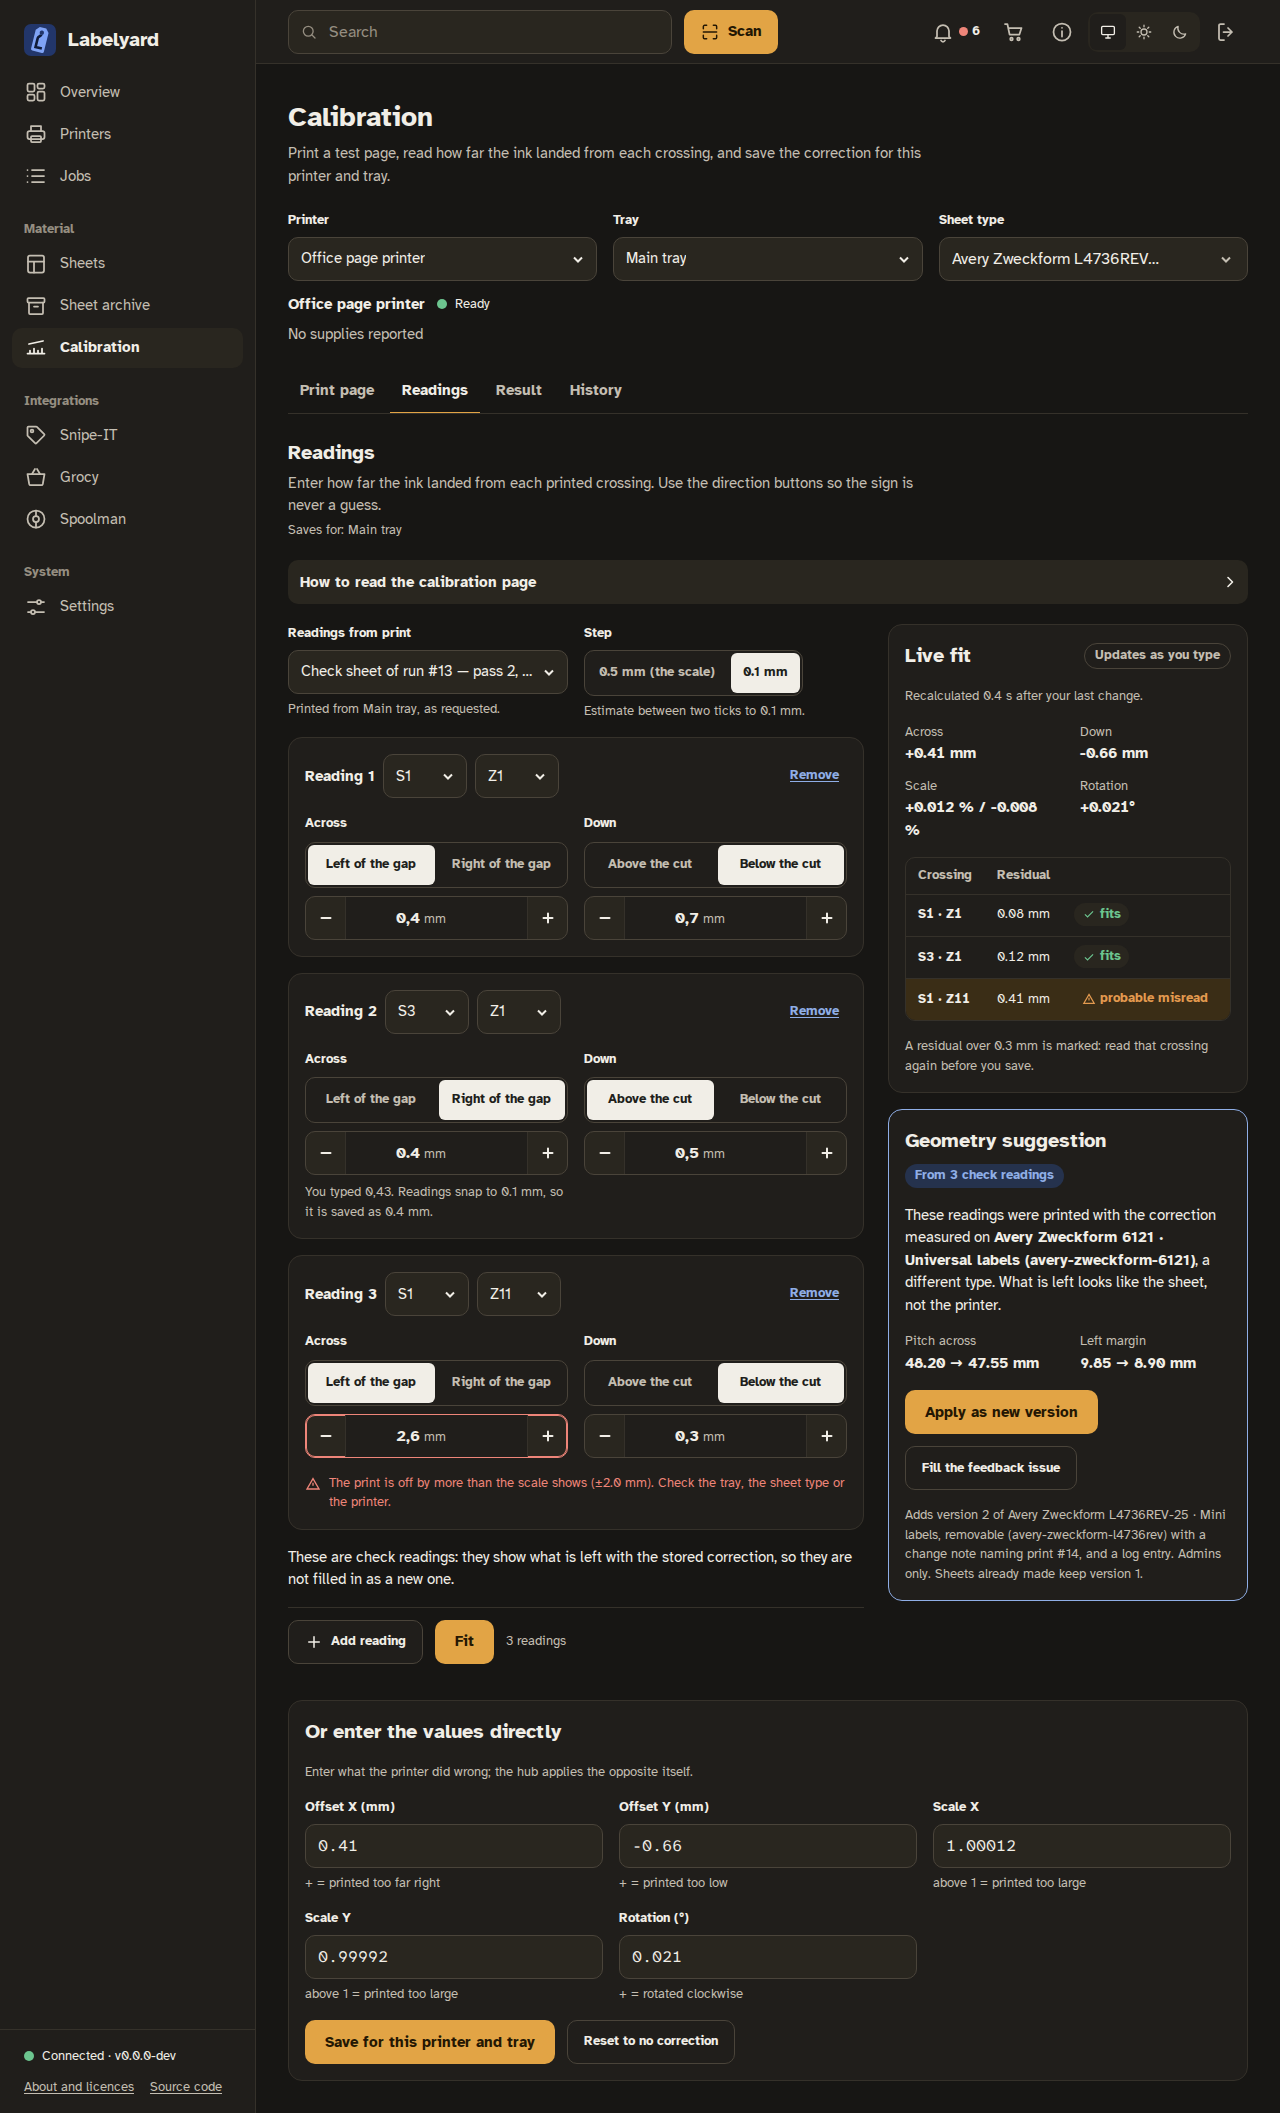 Labelyard
Search
Scan
6
Overview
Printers
Jobs
Material
Sheets
Sheet archive
Calibration
Integrations
Snipe-IT
Grocy
Spoolman
System
Settings
Connected · v0.0.0-dev
About and licences
Source code
Calibration
Print a test page, read how far the ink landed from each crossing, and save the correction for this
printer and tray.
Printer
Tray
Sheet type
Office page printer
Main tray
Avery Zweckform L4736REV...
Office page printer
Ready
No supplies reported
Print page
Readings
Result
History
Readings
Enter how far the ink landed from each printed crossing. Use the direction buttons so the sign is
never a guess.
Saves for: Main tray
How to read the calibration page
Readings from print
Step
Check sheet of run #13 — pass 2, ...
0.5 mm (the scale)
0.1 mm
Printed from Main tray, as requested.
Estimate between two ticks to 0.1 mm.
Reading 1
S1
Z1
Remove
Across
Down
Left of the gap
Right of the gap
Above the cut
Below the cut
− 0,4 mm +
− 0,7 mm +
Reading 2
S3
Z1
Remove
Across
Down
Left of the gap
Right of the gap
Above the cut
Below the cut
− 0.4 mm +
− 0,5 mm +
You typed 0,43. Readings snap to 0.1 mm, so
it is saved as 0.4 mm.
Reading 3
S1
Z11
Remove
Across
Down
Left of the gap
Right of the gap
Above the cut
Below the cut
− 2,6 mm +
− 0,3 mm +
The print is off by more than the scale shows (±2.0 mm). Check the tray, the sheet type or
the printer.
These are check readings: they show what is left with the stored correction, so they are
not filled in as a new one.
+ Add reading
Fit
3 readings
Live fit
Updates as you type
Recalculated 0.4 s after your last change.
Across
Down
+0.41 mm
-0.66 mm
Scale
Rotation
+0.012 % / -0.008
%
+0.021°
Crossing
Residual
S1 · Z1
0.08 mm
fits
S3 · Z1
0.12 mm
fits
S1 · Z11
0.41 mm
probable misread
A residual over 0.3 mm is marked: read that crossing
again before you save.
Geometry suggestion
From 3 check readings
These readings were printed with the correction
measured on Avery Zweckform 6121 ·
Universal labels (avery-zweckform-6121), a
different type. What is left looks like the sheet,
not the printer.
Pitch across
Left margin
48.20 → 47.55 mm
9.85 → 8.90 mm
Apply as new version
Fill the feedback issue
Adds version 2 of Avery Zweckform L4736REV-25 · Mini
labels, removable (avery-zweckform-l4736rev) with a
change note naming print #14, and a log entry. Admins
only. Sheets already made keep version 1.
Or enter the values directly
Enter what the printer did wrong; the hub applies the opposite itself.
Offset X (mm)
Offset Y (mm)
Scale X
0.41
-0.66
1.00012
+ = printed too far right
+ = printed too low
above 1 = printed too large
Scale Y
Rotation (°)
0.99992
0.021
above 1 = printed too large
+ = rotated clockwise
Save for this printer and tray
Reset to no correction